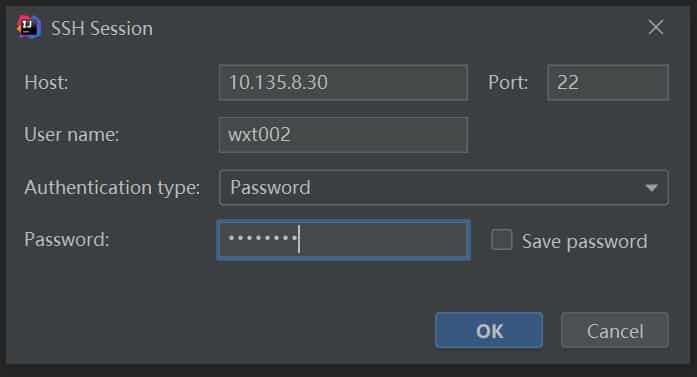 SSH Session
Host: 10.135.8.30 Port: 22
User name: wxt002
Authentication type: Password
Password: •••••••• Save password
OK Cancel